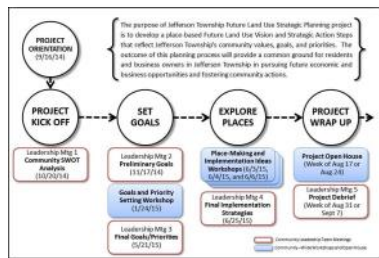 PROJECT
ORIENTATION
(9/16/14)
The purpose of Jefferson Township Future Land Use Strategic Planning project
is to develop a place-based Future Land Use Vision and Strategic Action Steps
that reflect Jefferson Township's community values, goals, and priorities. The
outcome of this planning process will provide a common ground for residents
and business owners in Jefferson Township in pursuing future economic and
business opportunities and fostering community actions.
PROJECT
KICK OFF
SET
GOALS
EXPLORE
PLACES
PROJECT
WRAP UP
Leadership Mtg 1
Community SWOT
Analysis
(10/20/14)
Leadership Mtg 2
Preliminary Goals
(11/17/14)
Goals and Priority
Setting Workshop
(1/24/15)
Leadership Mtg 3
Final Goals/Priorities
(5/21/15)
Place-Making and
Implementation Ideas
Workshops (6/3/15,
6/4/15, and 6/6/15)
Leadership Mtg 4
Final Implementation
Strategies
(6/25/15)
Project Open House
(Week of Aug 17 or
Aug 24)
Leadership Mtg 5
Project Debrief
(Week of Aug 31 or
Sept 7)
Community Leadership Team Meetings